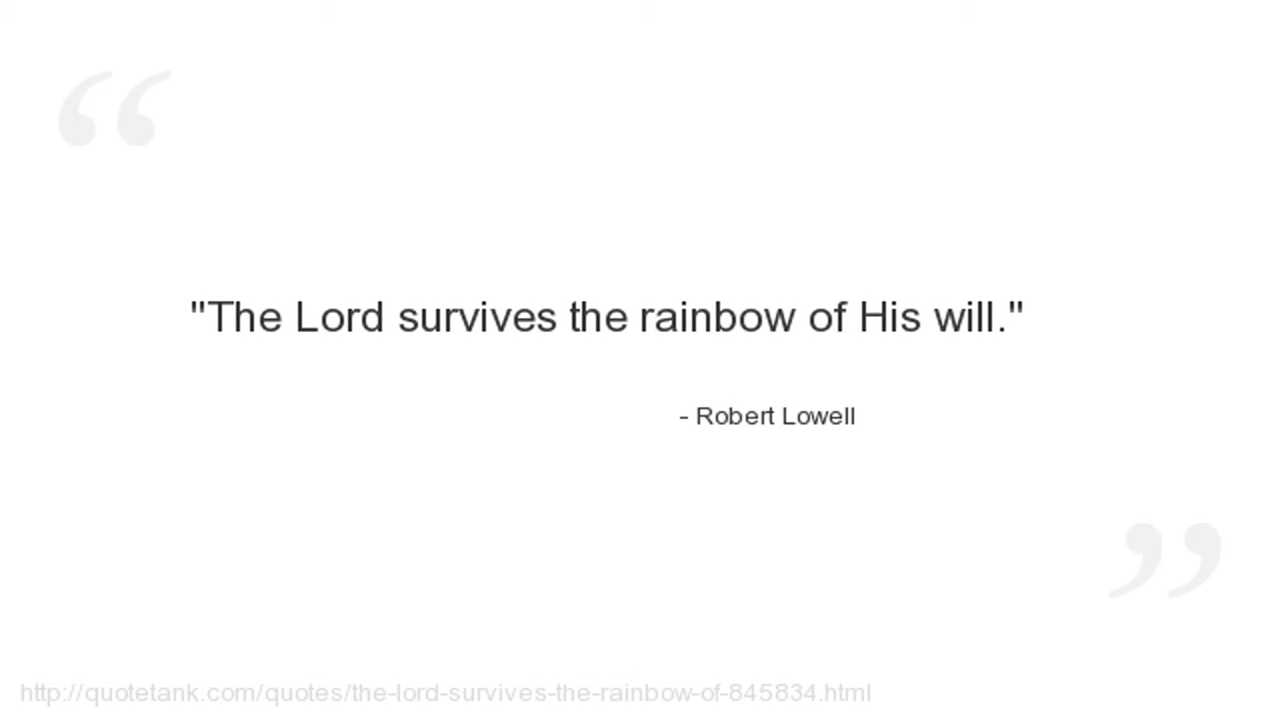 "The Lord survives the rainbow of His will."
- Robert Lowell
http://quotetank.com/quotes/the-lord-survives-the-rainbow-of-845834.html